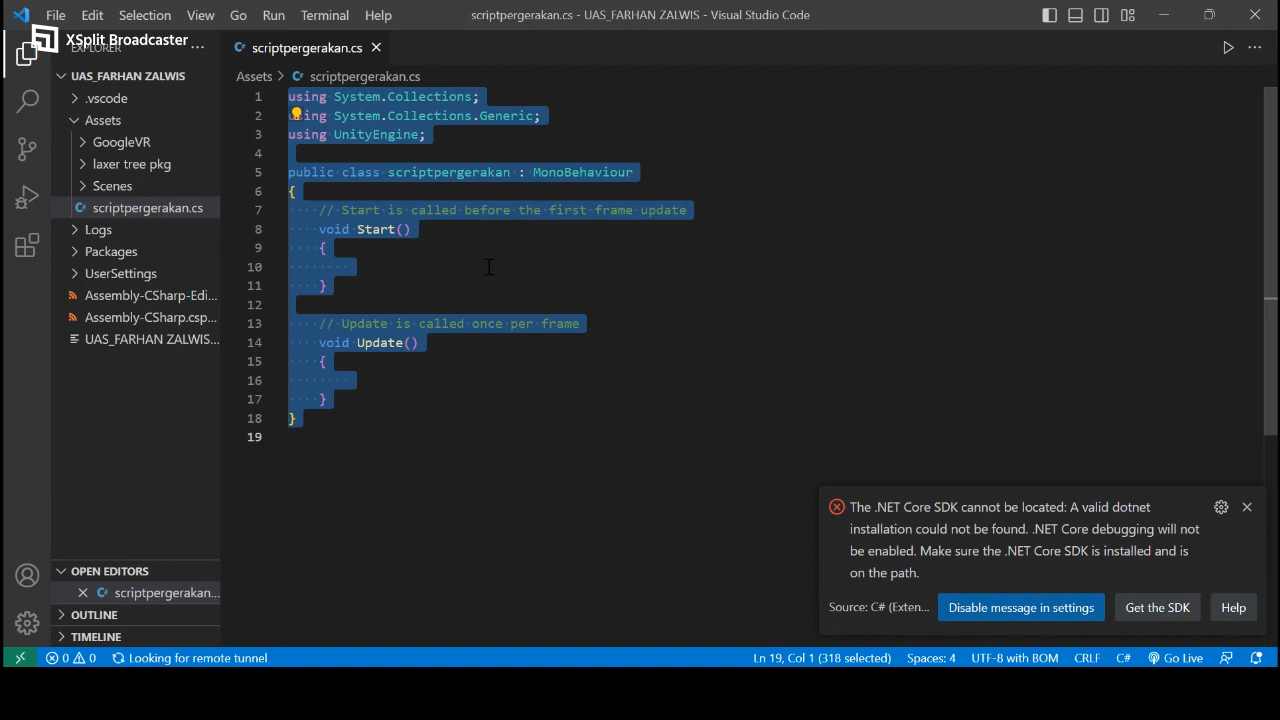 File Edit Selection View Go Run Terminal Help
scriptpergerakan.cs - UAS_FARHAN ZALWIS - Visual Studio Code
XSplit Broadcaster
EXPLORER
UAS_FARHAN ZALWIS
.vscode
Assets
GoogleVR
laxer tree pkg
Scenes
scriptpergerakan.cs
Logs
Packages
UserSettings
Assembly-CSharp-Edi...
Assembly-CSharp.csp...
UAS_FARHAN ZALWIS...
OPEN EDITORS
scriptpergerakan...
OUTLINE
TIMELINE
scriptpergerakan.cs
Assets > scriptpergerakan.cs
1 using System.Collections;
2 using System.Collections.Generic;
3 using UnityEngine;
4
5 public class scriptpergerakan : MonoBehaviour
6 {
7 // Start is called before the first frame update
8 void Start()
9 {
10
11 }
12
13 // Update is called once per frame
14 void Update()
15 {
16
17 }
18 }
19
The .NET Core SDK cannot be located: A valid dotnet
installation could not be found. .NET Core debugging will not
be enabled. Make sure the .NET Core SDK is installed and is
on the path.
Source: C# (Exten... Disable message in settings Get the SDK Help
0 0 Looking for remote tunnel
Ln 19, Col 1 (318 selected) Spaces: 4 UTF-8 with BOM CRLF C# Go Live